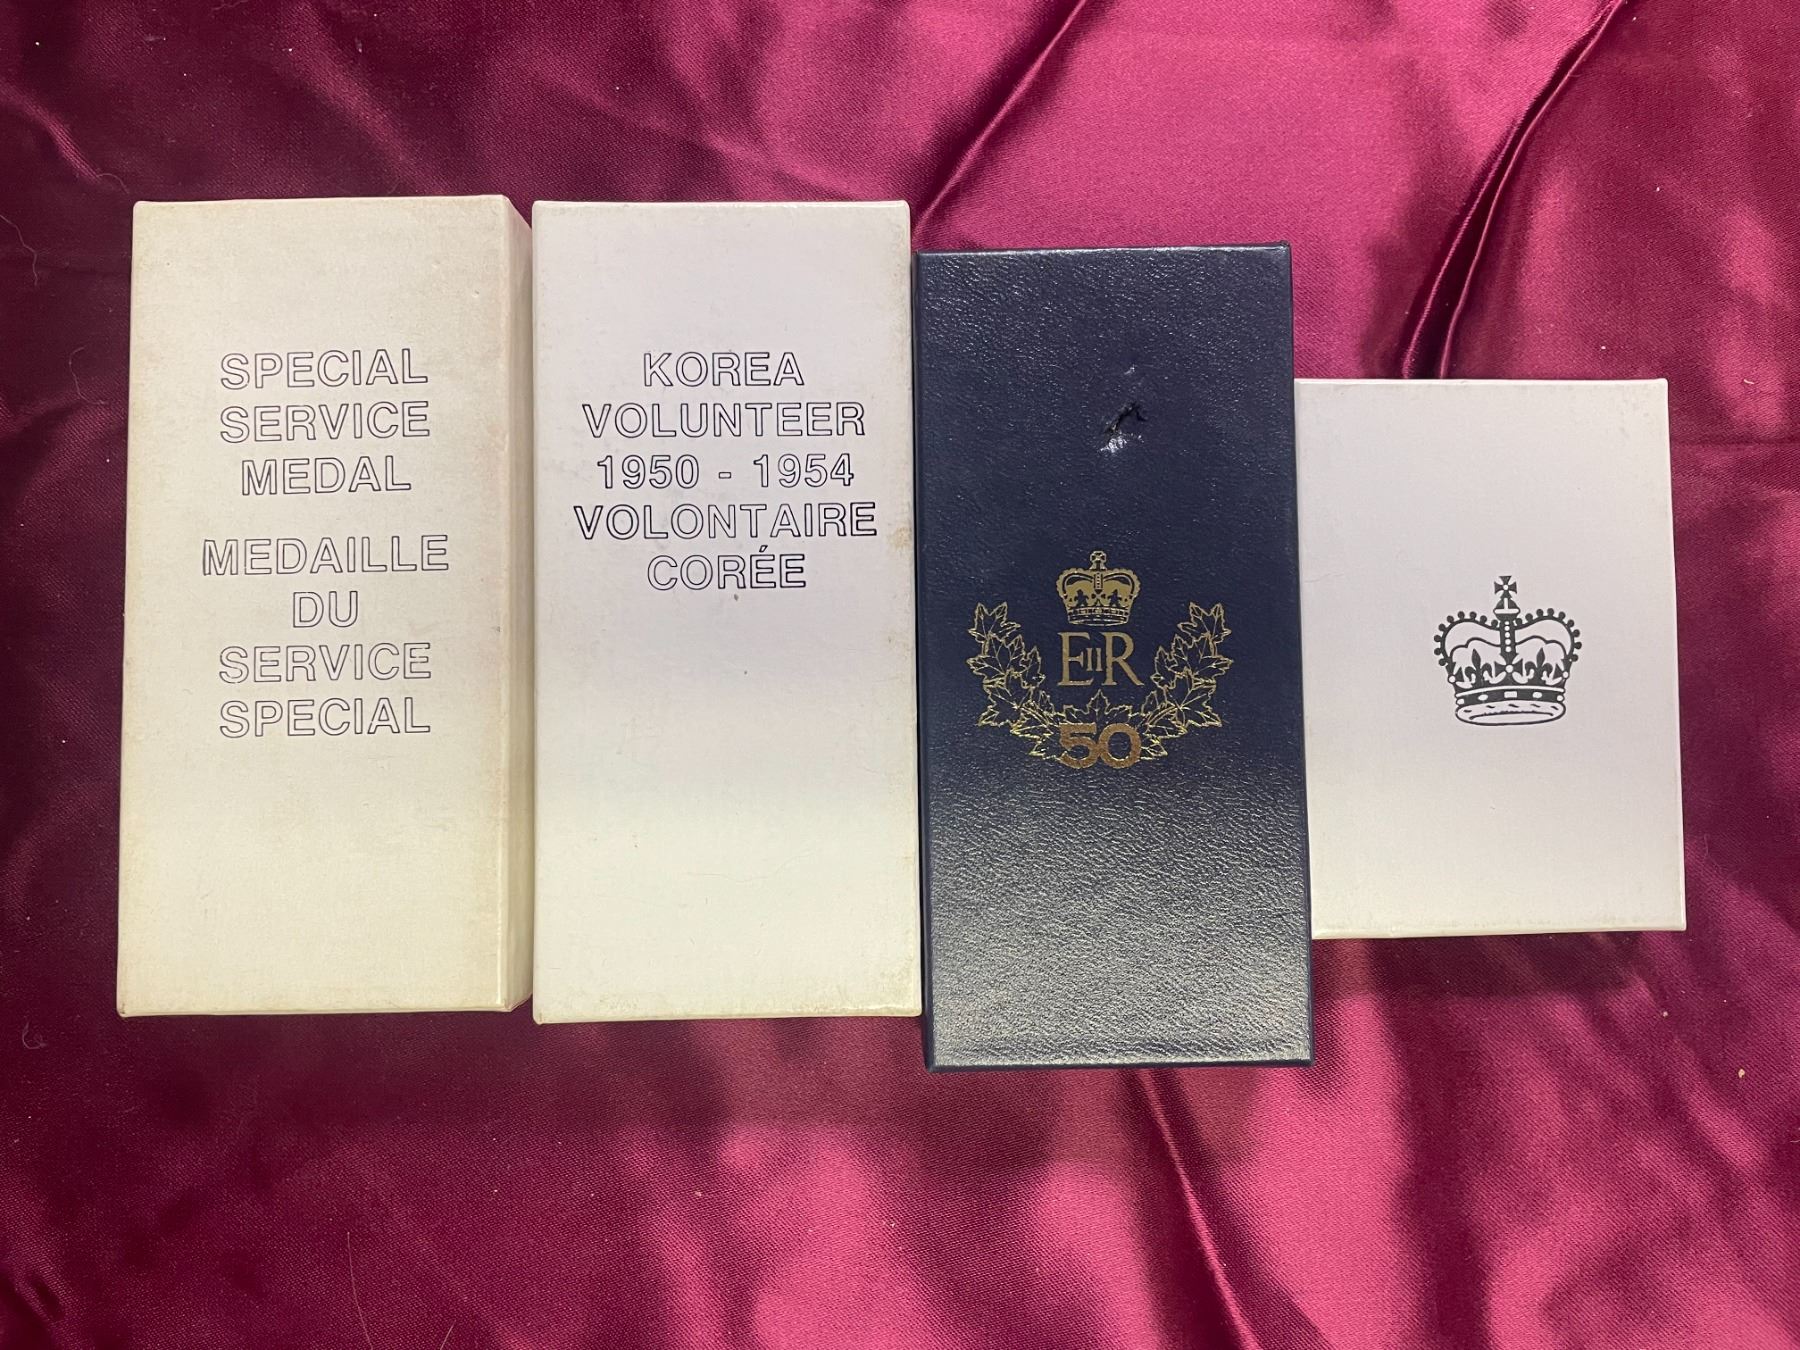 SPECIAL
SERVICE
MEDAL
MEDAILLE
DU
SERVICE
SPECIAL
KOREA
VOLUNTEER
1950 - 1954
VOLONTAIRE
CORÉE
EIIR
50